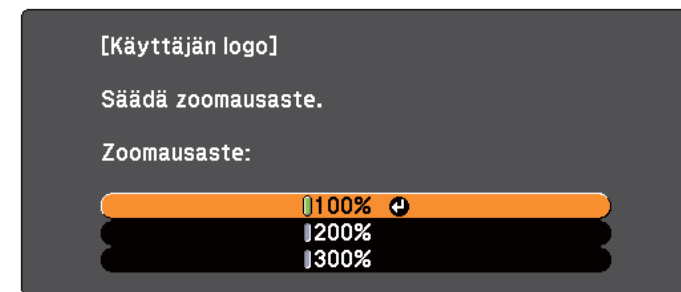 [Käyttäjän logo]
Säädä zoomausaste.
Zoomausaste:
100%
200%
300%